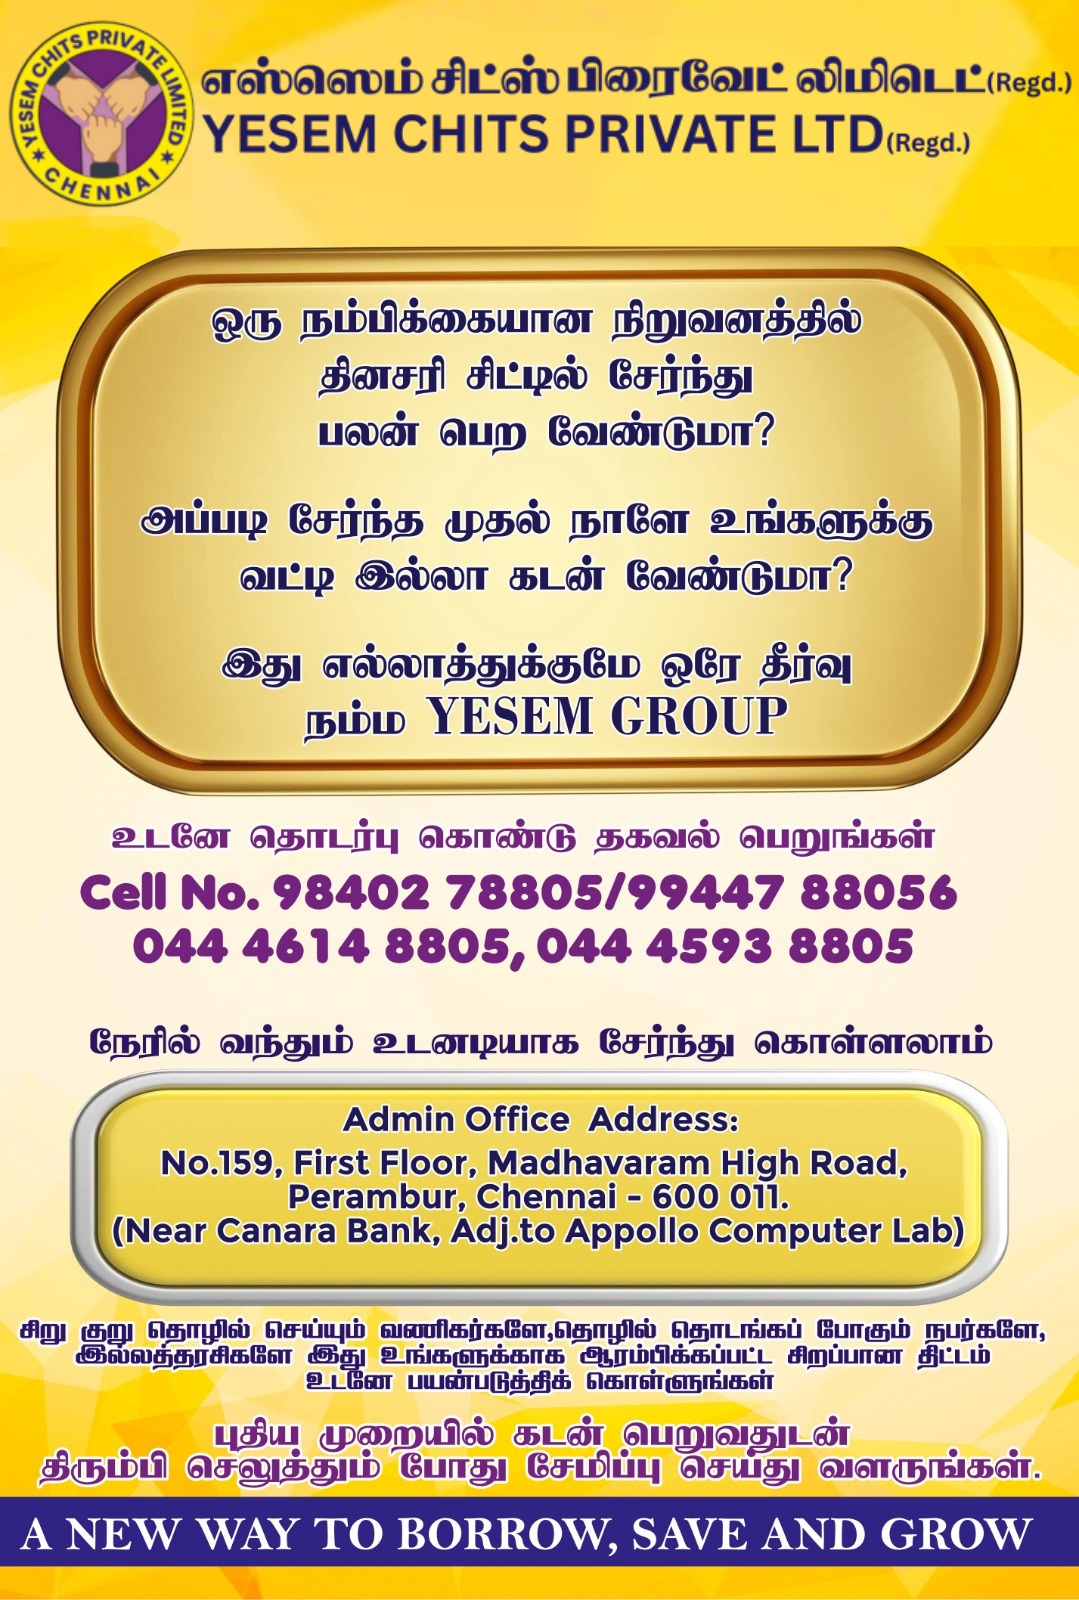 YESEM CHITS PRIVATE LIMITED
CHENNAI
எஸ்ஸெம் சிட்ஸ் பிரைவேட் லிமிடெட்(Regd.)
YESEM CHITS PRIVATE LTD(Regd.)
ஒரு நம்பிக்கையான நிறுவனத்தில்
தினசரி சிட்டில் சேர்ந்து
பலன் பெற வேண்டுமா?
அப்படி சேர்ந்த முதல் நாளே உங்களுக்கு
வட்டி இல்லா கடன் வேண்டுமா?
இது எல்லாத்துக்குமே ஒரே தீர்வு
நம்ம YESEM GROUP
உடனே தொடர்பு கொண்டு தகவல் பெறுங்கள்
Cell No. 98402 78805/99447 88056
044 4614 8805, 044 4593 8805
நேரில் வந்தும் உடனடியாக சேர்ந்து கொள்ளலாம்
Admin Office Address:
No.159, First Floor, Madhavaram High Road,
Perambur, Chennai - 600 011.
(Near Canara Bank, Adj.to Appollo Computer Lab)
சிறு குறு தொழில் செய்யும் வணிகர்களே,தொழில் தொடங்கப் போகும் நபர்களே,
இல்லத்தரசிகளே இது உங்களுக்காக ஆரம்பிக்கப்பட்ட சிறப்பான திட்டம்
உடனே பயன்படுத்திக் கொள்ளுங்கள்
புதிய முறையில் கடன் பெறுவதுடன்
திரும்பி செலுத்தும் போது சேமிப்பு செய்து வளருங்கள்.
A NEW WAY TO BORROW, SAVE AND GROW